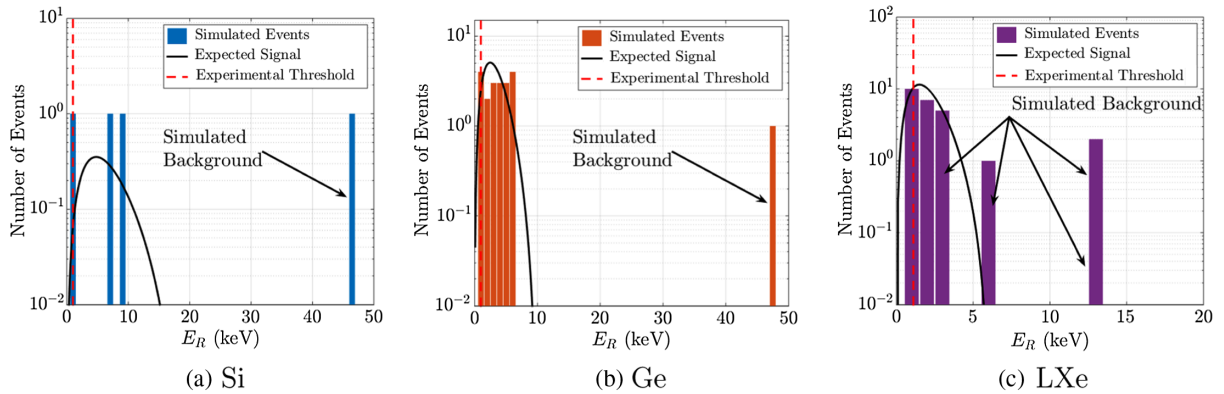 Number of Events
10^1
10^0
10^-1
10^-2
Simulated Events
Expected Signal
Experimental Threshold
Simulated
Background
0 10 20 30 40 50
E_R (keV)
(a) Si
Number of Events
10^1
10^0
10^-1
10^-2
Simulated Events
Expected Signal
Experimental Threshold
Simulated
Background
0 10 20 30 40 50
E_R (keV)
(b) Ge
Number of Events
10^2
10^1
10^0
10^-1
10^-2
Simulated Events
Expected Signal
Experimental Threshold
Simulated Background
0 5 10 15 20
E_R (keV)
(c) LXe